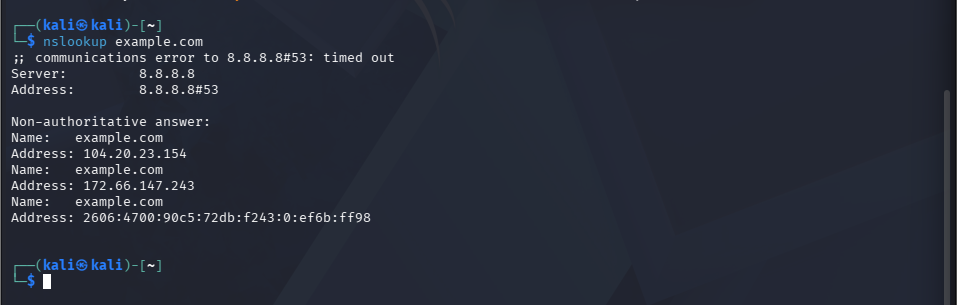 ┌──(kali㉿kali)-[~]
└─$ nslookup example.com
;; communications error to 8.8.8.8#53: timed out
Server:         8.8.8.8
Address:        8.8.8.8#53

Non-authoritative answer:
Name:   example.com
Address: 104.20.23.154
Name:   example.com
Address: 172.66.147.243
Name:   example.com
Address: 2606:4700:90c5:72db:f243:0:ef6b:ff98

┌──(kali㉿kali)-[~]
└─$